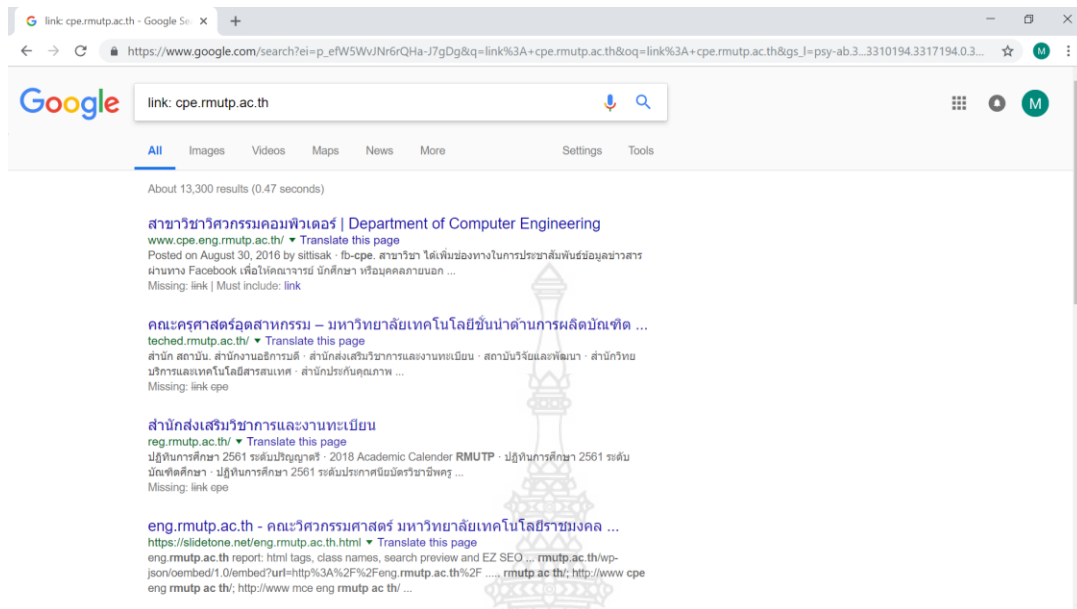 link: cpe.rmutp.ac.th - Google Se
https://www.google.com/search?ei=p_efW5WvJNr6rQHa-J7gDg&q=link%3A+cpe.rmutp.ac.th&oq=link%3A+cpe.rmutp.ac.th&gs_l=psy-ab.3...3310194.3317194.0.3...
M
Google
link: cpe.rmutp.ac.th
M
All Images Videos Maps News More Settings Tools
About 13,300 results (0.47 seconds)
สาขาวิชาวิศวกรรมคอมพิวเตอร์ | Department of Computer Engineering
www.cpe.eng.rmutp.ac.th/ ▼ Translate this page
Posted on August 30, 2016 by sittisak · fb-cpe. สาขาวิชา ได้เพิ่มช่องทางในการประชาสัมพันธ์ข้อมูลข่าวสาร
ผ่านทาง Facebook เพื่อให้คณาจารย์ นักศึกษา หรือบุคคลภายนอก ...
Missing: link | Must include: link
คณะครุศาสตร์อุตสาหกรรม – มหาวิทยาลัยเทคโนโลยีชั้นนำด้านการผลิตบัณฑิต ...
teched.rmutp.ac.th/ ▼ Translate this page
สำนัก สถาบัน. สำนักงานอธิการบดี · สำนักส่งเสริมวิชาการและงานทะเบียน · สถาบันวิจัยและพัฒนา · สำนักวิทย
บริการและเทคโนโลยีสารสนเทศ · สำนักประกันคุณภาพ ...
Missing: link cpe
สำนักส่งเสริมวิชาการและงานทะเบียน
reg.rmutp.ac.th/ ▼ Translate this page
ปฏิทินการศึกษา 2561 ระดับปริญญาตรี · 2018 Academic Calender RMUTP · ปฏิทินการศึกษา 2561 ระดับ
บัณฑิตศึกษา · ปฏิทินการศึกษา 2561 ระดับประกาศนียบัตรวิชาชีพครู ...
Missing: link cpe
eng.rmutp.ac.th - คณะวิศวกรรมศาสตร์ มหาวิทยาลัยเทคโนโลยีราชมงคล ...
https://slidetone.net/eng.rmutp.ac.th.html ▼ Translate this page
eng.rmutp.ac.th report: html tags, class names, search preview and EZ SEO ... rmutp.ac.th/wp-
json/oembed/1.0/embed?url=http%3A%2F%2Feng.rmutp.ac.th%2F ..... rmutp ac th/; http://www cpe
eng rmutp ac th/; http://www mce eng rmutp ac th/ ...